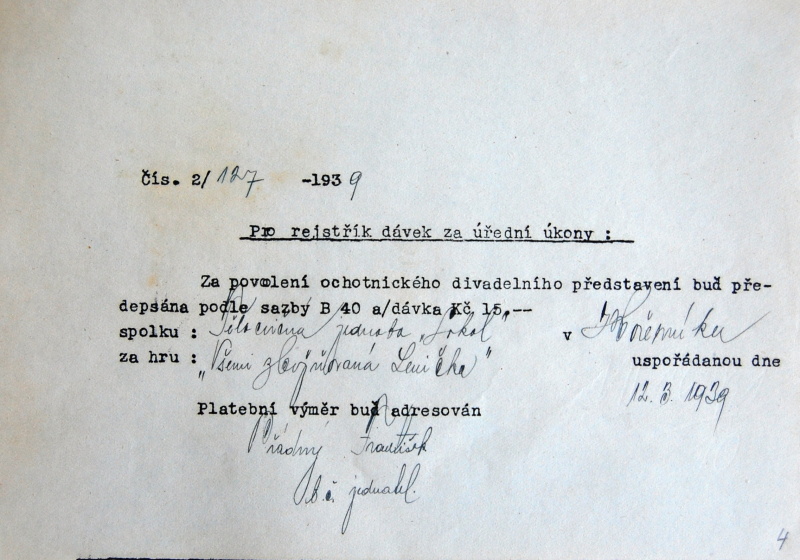 Čís. 2/127 -1939
Pro rejstřík dávek za úřední úkony :
Za povolení ochotnického divadelního představení buď pře-
depsána podle sazby B 40 a/dávka Kč 15,--
spolku : Tělocvičná jednota „Sokol" v
za hru : „Všemi zbožňovaná Lenička" uspořádanou dne
12. 3. 1939
Platební výměr buď adresován
František
jednatel.
4